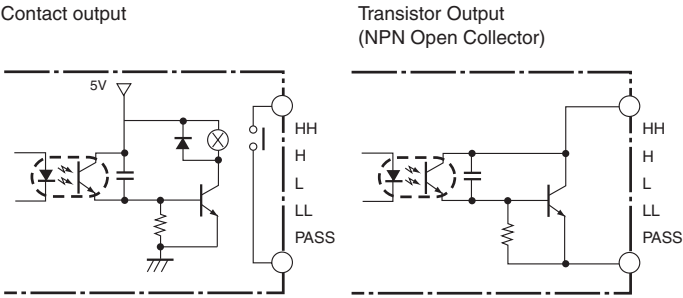 Contact output
5V
HH
H
L
LL
PASS
Transistor Output
(NPN Open Collector)
HH
H
L
LL
PASS